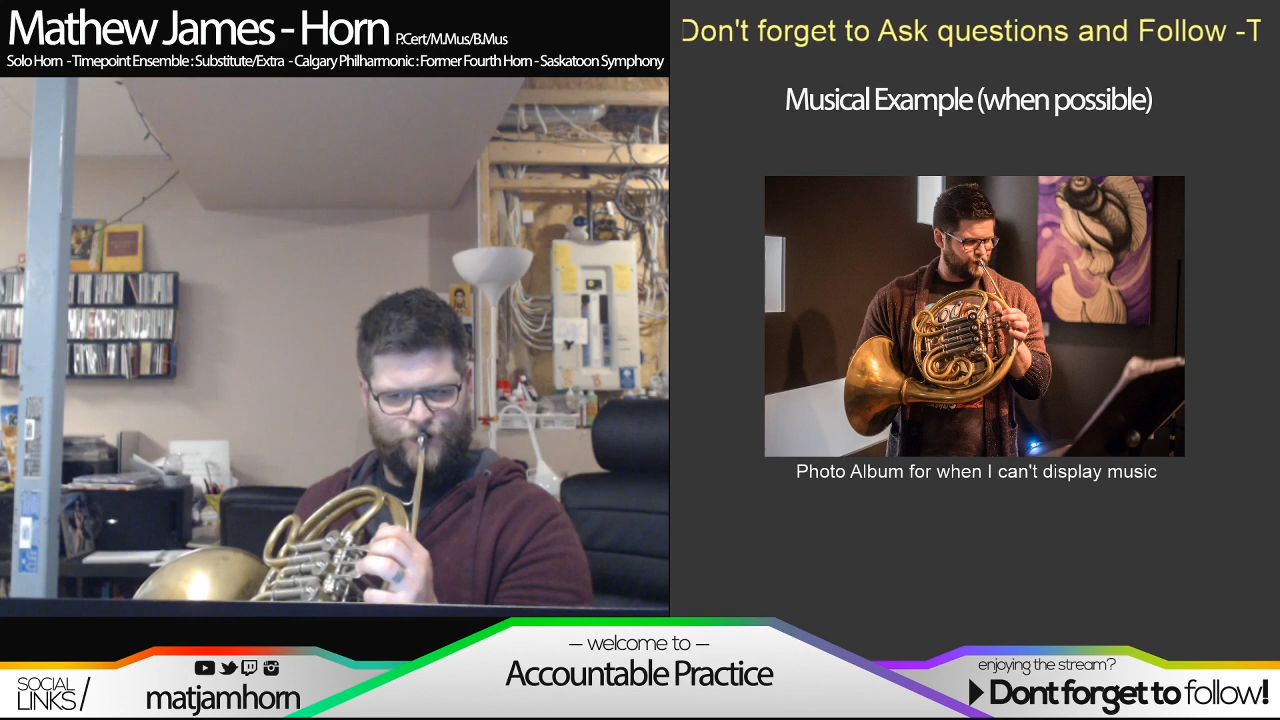 Mathew James - Horn P.Cert/M.Mus/B.Mus
Solo Horn - Timepoint Ensemble : Substitute/Extra - Calgary Philharmonic : Former Fourth Horn - Saskatoon Symphony
Don't forget to Ask questions and Follow -T
Musical Example (when possible)
Photo Album for when I can't display music
— welcome to —
Accountable Practice
SOCIAL
LINKS
matjamhorn
enjoying the stream?
Dont forget to follow!